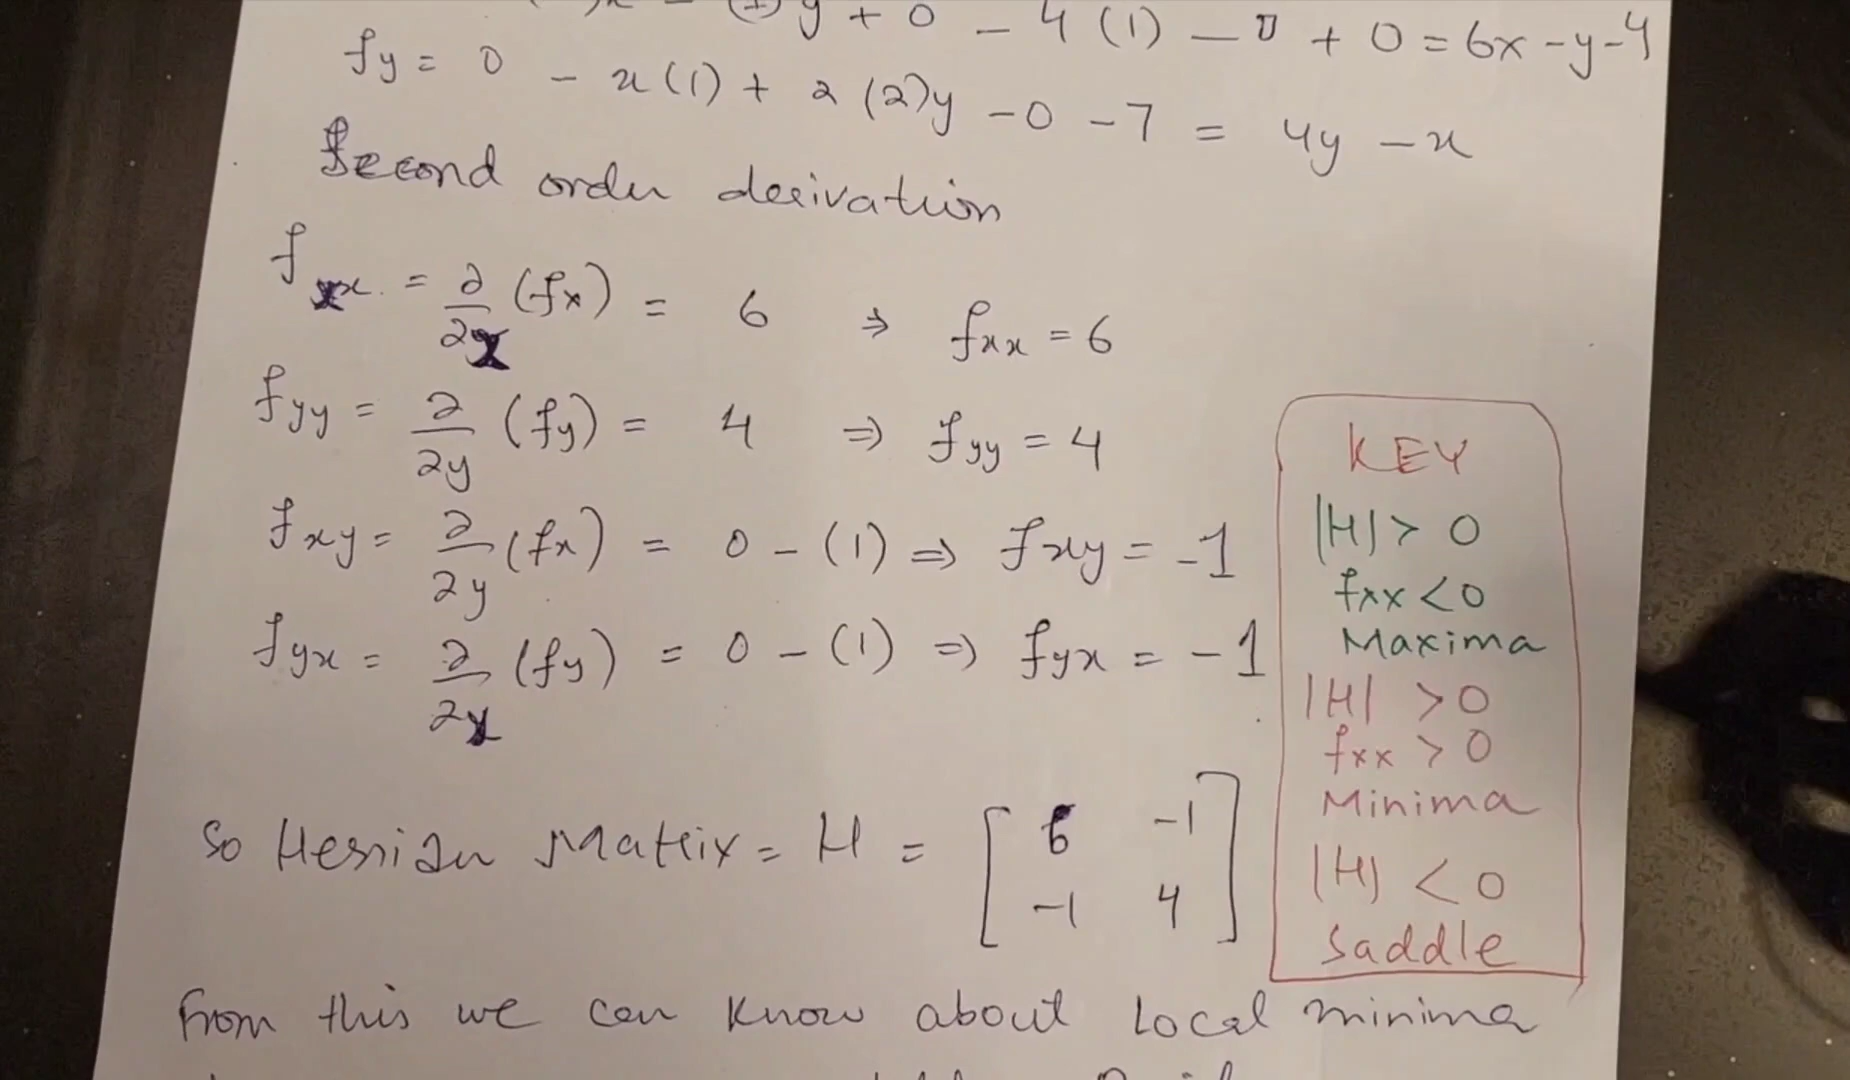 y + 0 - 4 (1) - 0 + 0 = 6x - y - 4
fy = 0 - x(1) + 2 (2)y - 0 - 7 = 4y - x
Second order derivation
fxx = ∂/∂x (fx) = 6 ⇒ fxx = 6
fyy = ∂/∂y (fy) = 4 ⇒ fyy = 4
fxy = ∂/∂y (fx) = 0 - (1) ⇒ fxy = -1
fyx = ∂/∂x (fy) = 0 - (1) ⇒ fyx = -1
So Hessian Matrix = H = [6 -1
-1 4]
From this we can know about Local minima
KEY
|H| > 0
fxx < 0
Maxima
|H| > 0
fxx > 0
Minima
|H| < 0
Saddle